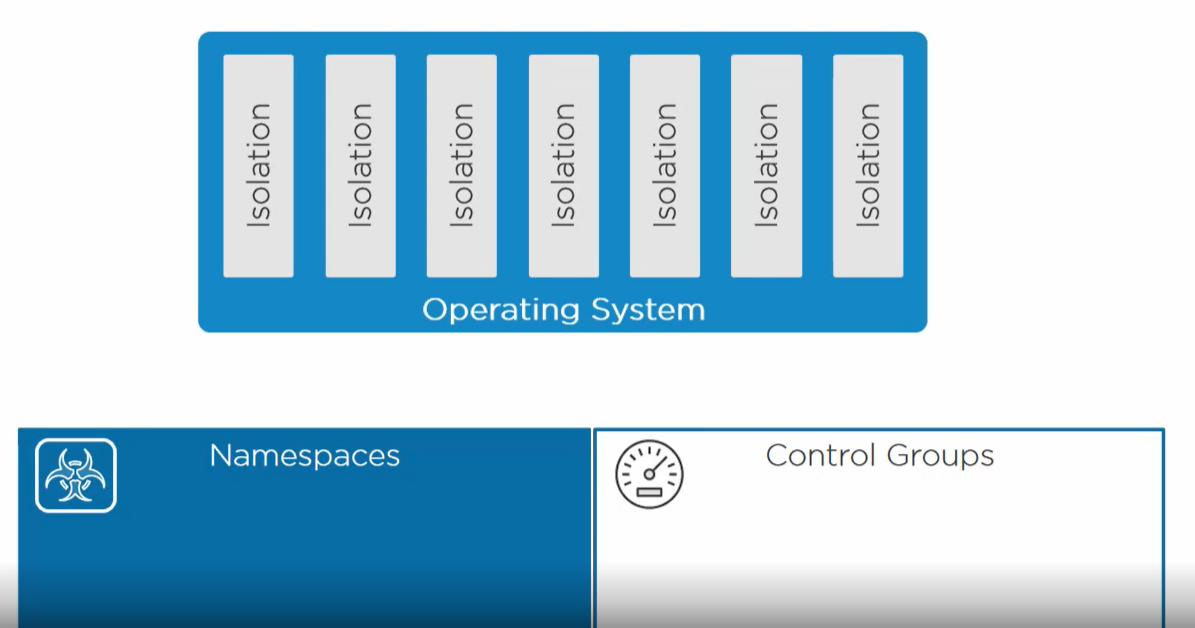 Isolation
Isolation
Isolation
Isolation
Isolation
Isolation
Isolation
Operating System
Namespaces
Control Groups